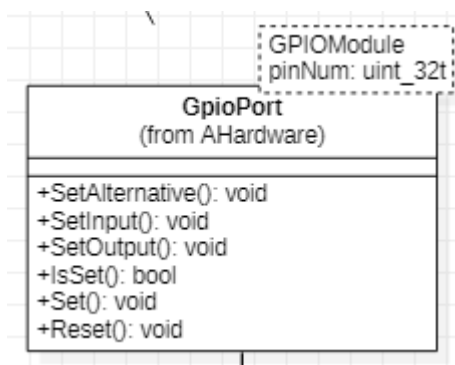 GPIOModule
pinNum: uint_32t
GpioPort
(from AHardware)
+SetAlternative(): void
+SetInput(): void
+SetOutput(): void
+IsSet(): bool
+Set(): void
+Reset(): void